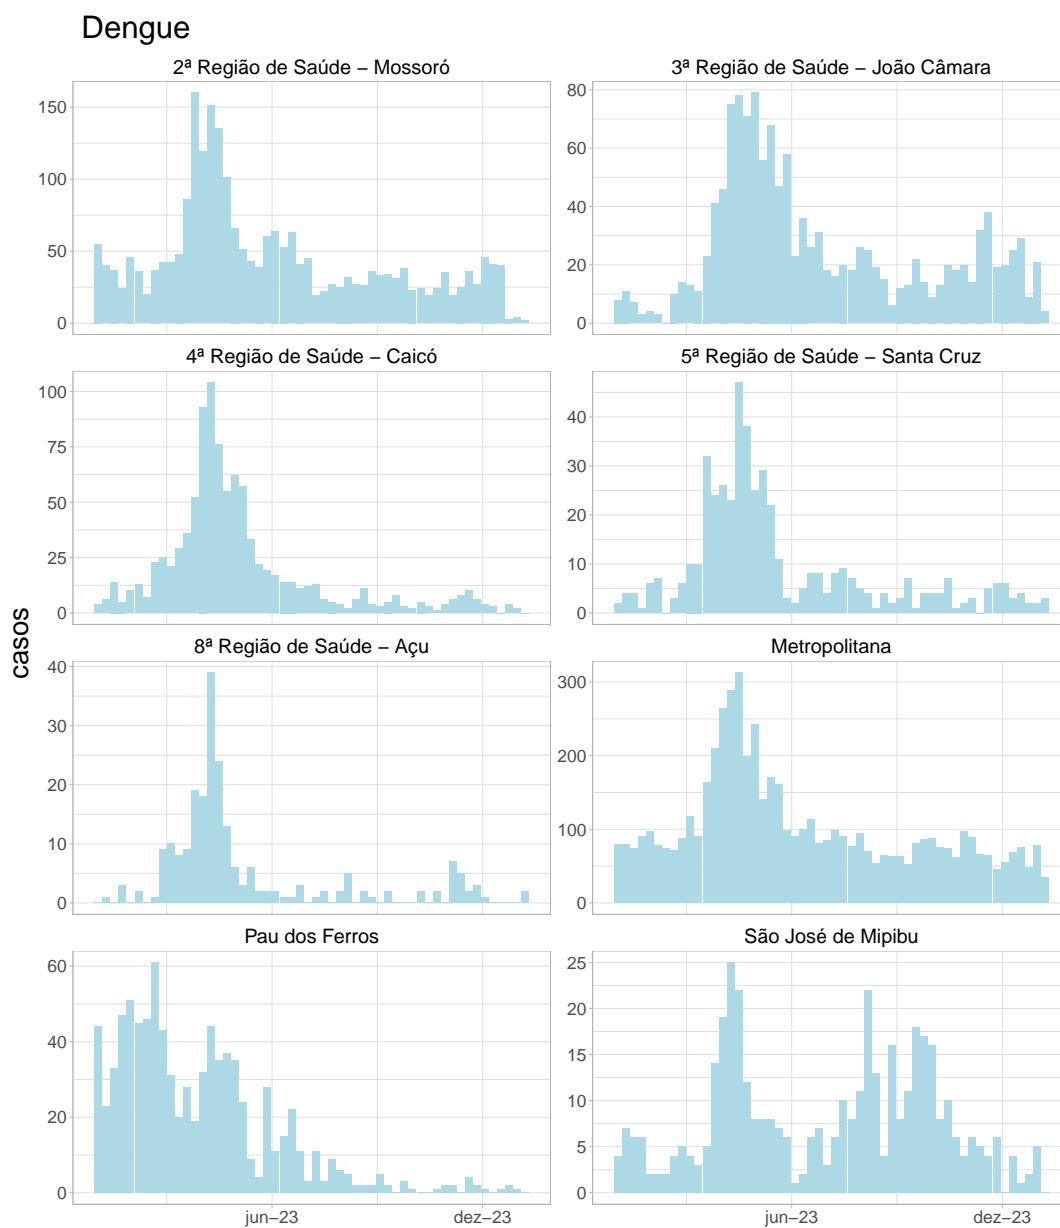 Dengue
2ª Região de Saúde – Mossoró
3ª Região de Saúde – João Câmara
150
100
50
0
80
60
40
20
0
4ª Região de Saúde – Caicó
5ª Região de Saúde – Santa Cruz
100
75
50
25
0
40
30
20
10
0
casos
8ª Região de Saúde – Açu
Metropolitana
40
30
20
10
0
300
200
100
0
Pau dos Ferros
São José de Mipibu
60
40
20
0
25
20
15
10
5
0
jun–23
dez–23
jun–23
dez–23